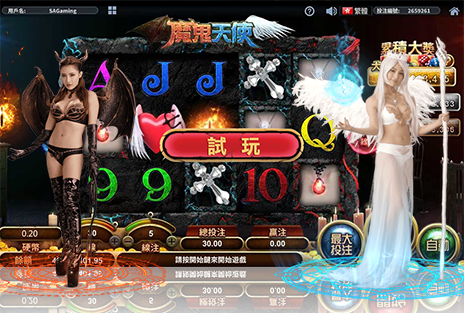 用戶名: SAGaming
繁體
投注編號: 2659261
魔鬼天使
累積大獎
A J J
試玩
Q
9 9 10
0.20
5
總投注
30.00
贏注
0.00
硬幣
線
線注
餘額
請按開始鍵來開始遊戲
最大
投注
自動